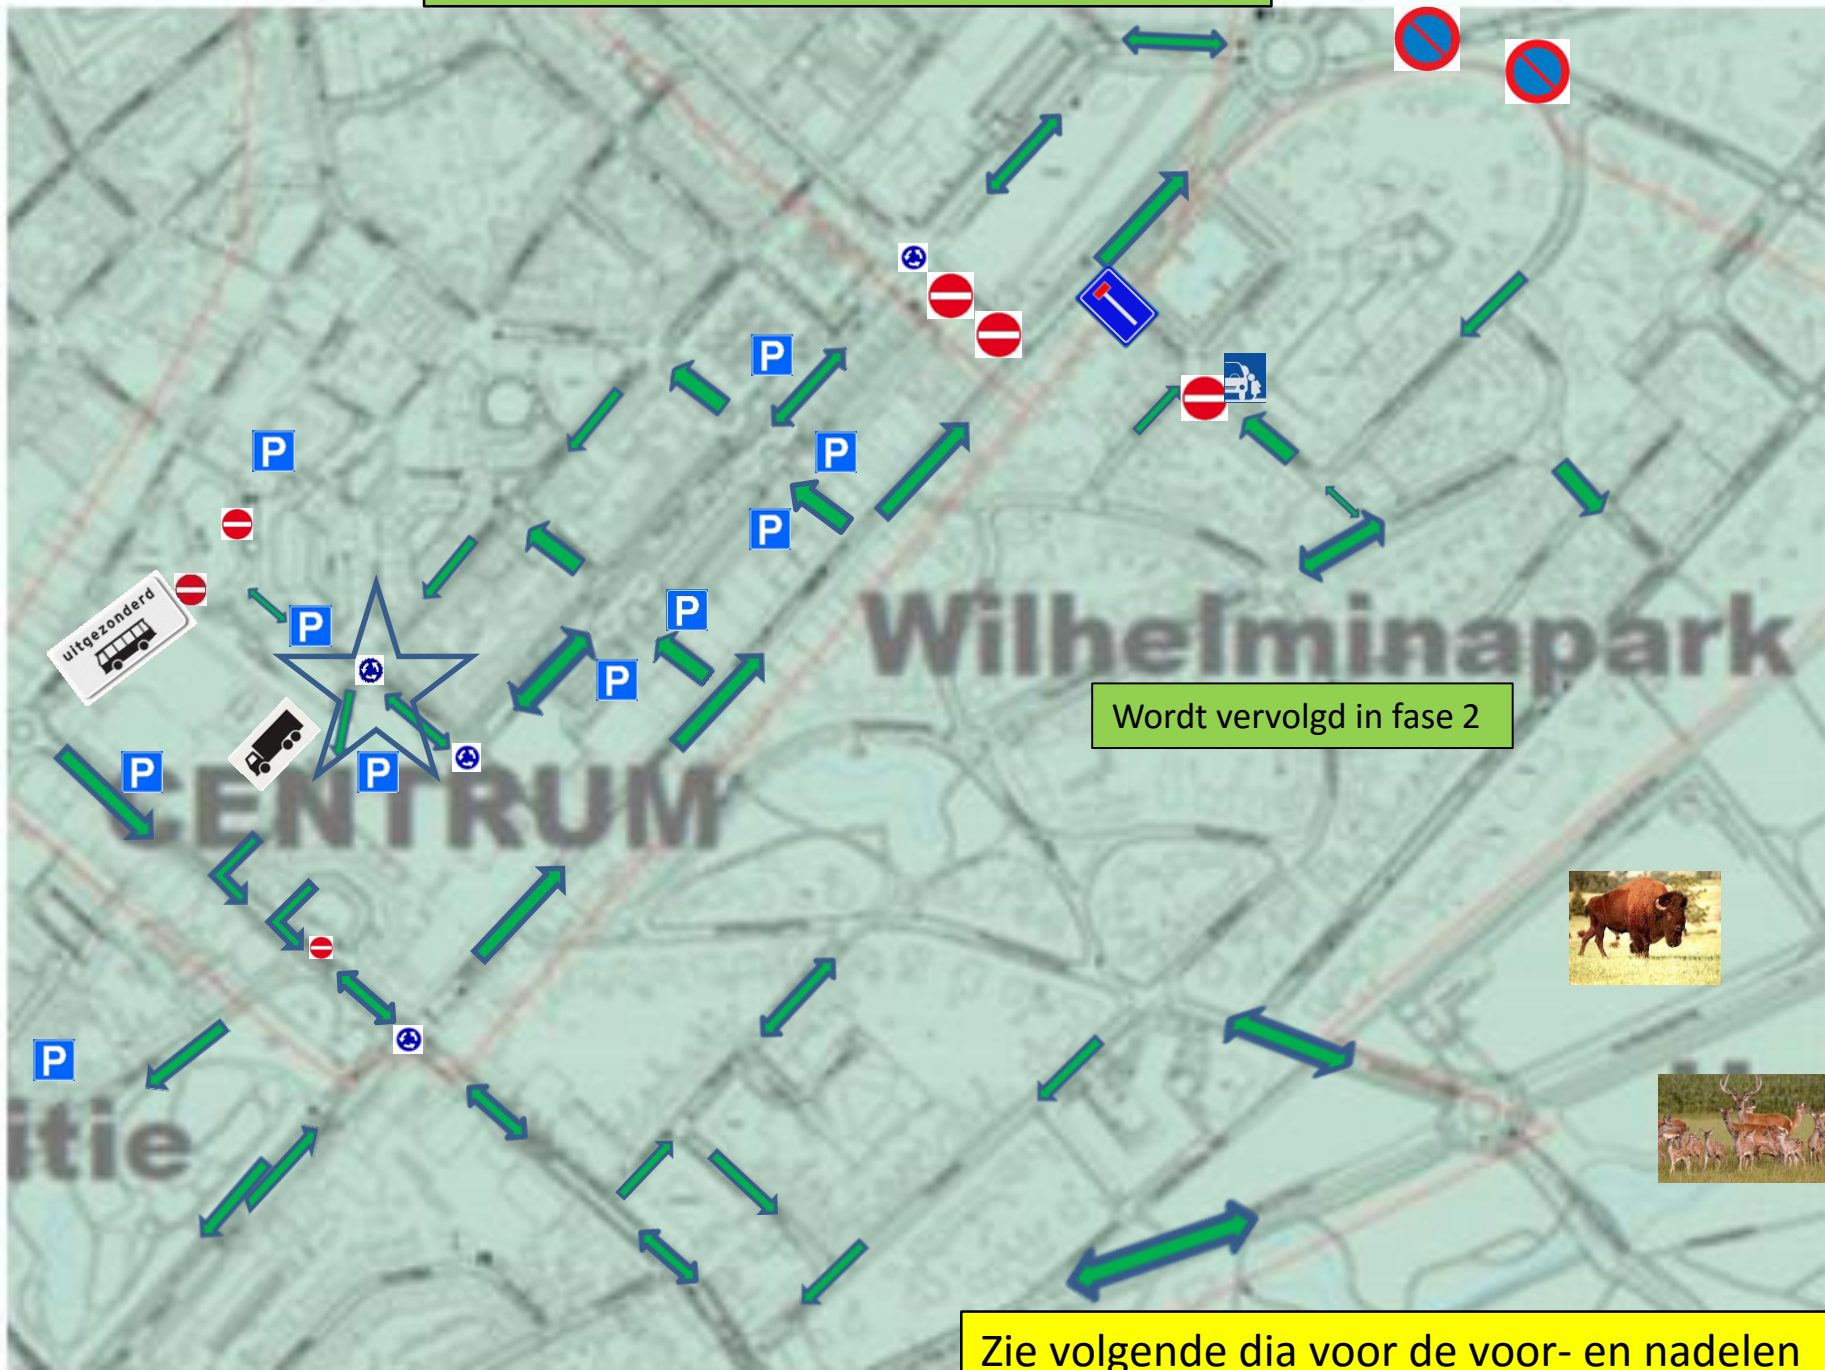 P
P
P
P
uitgezonderd
P
P
P
Wilhelminapark
Wordt vervolgd in fase 2
P
P
CENTRUM
P
itie
Zie volgende dia voor de voor- en nadelen